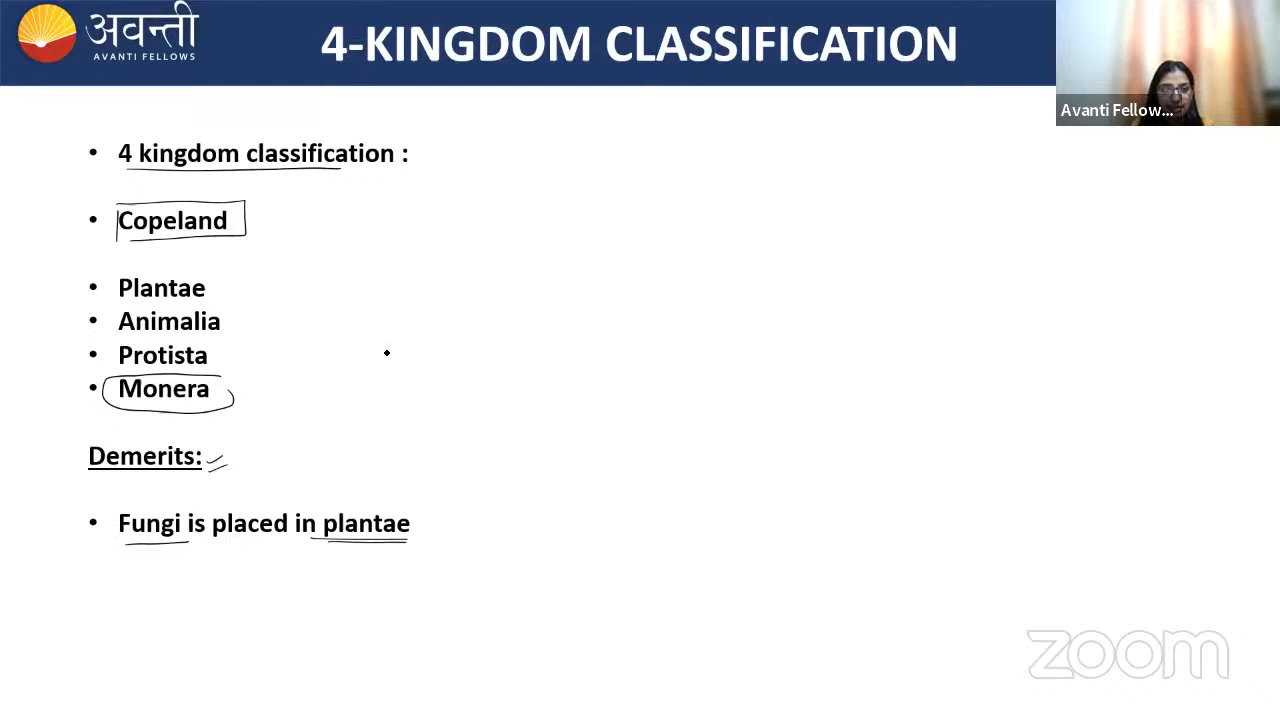 अवन्ती
AVANTI FELLOWS
4-KINGDOM CLASSIFICATION
Avanti Fellow...
• 4 kingdom classification :
• Copeland
• Plantae
• Animalia
• Protista
• Monera
Demerits:
• Fungi is placed in plantae
zoom